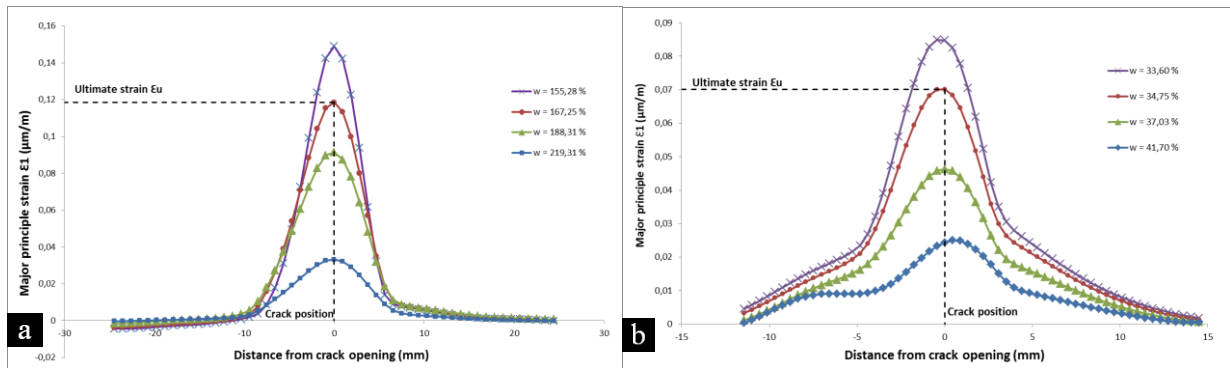 0,16
0,14
0,12
0,1
0,08
0,06
0,04
0,02
0
-0,02
-30
-20
-10
0
10
20
30
Major principle strain ƐI (µm/m)
Distance from crack opening (mm)
Ultimate strain Ɛu
Crack position
w = 155,28 %
w = 167,25 %
w = 188,31 %
w = 219,31 %
a
0,09
0,08
0,07
0,06
0,05
0,04
0,03
0,02
0,01
0
-15
-10
-5
0
5
10
15
Major principle strain Ɛ1 (µm/m)
Distance from crack opening (mm)
Ultimate strain Ɛu
Crack position
w = 33,60 %
w = 34,75 %
w = 37,03 %
w = 41,70 %
b